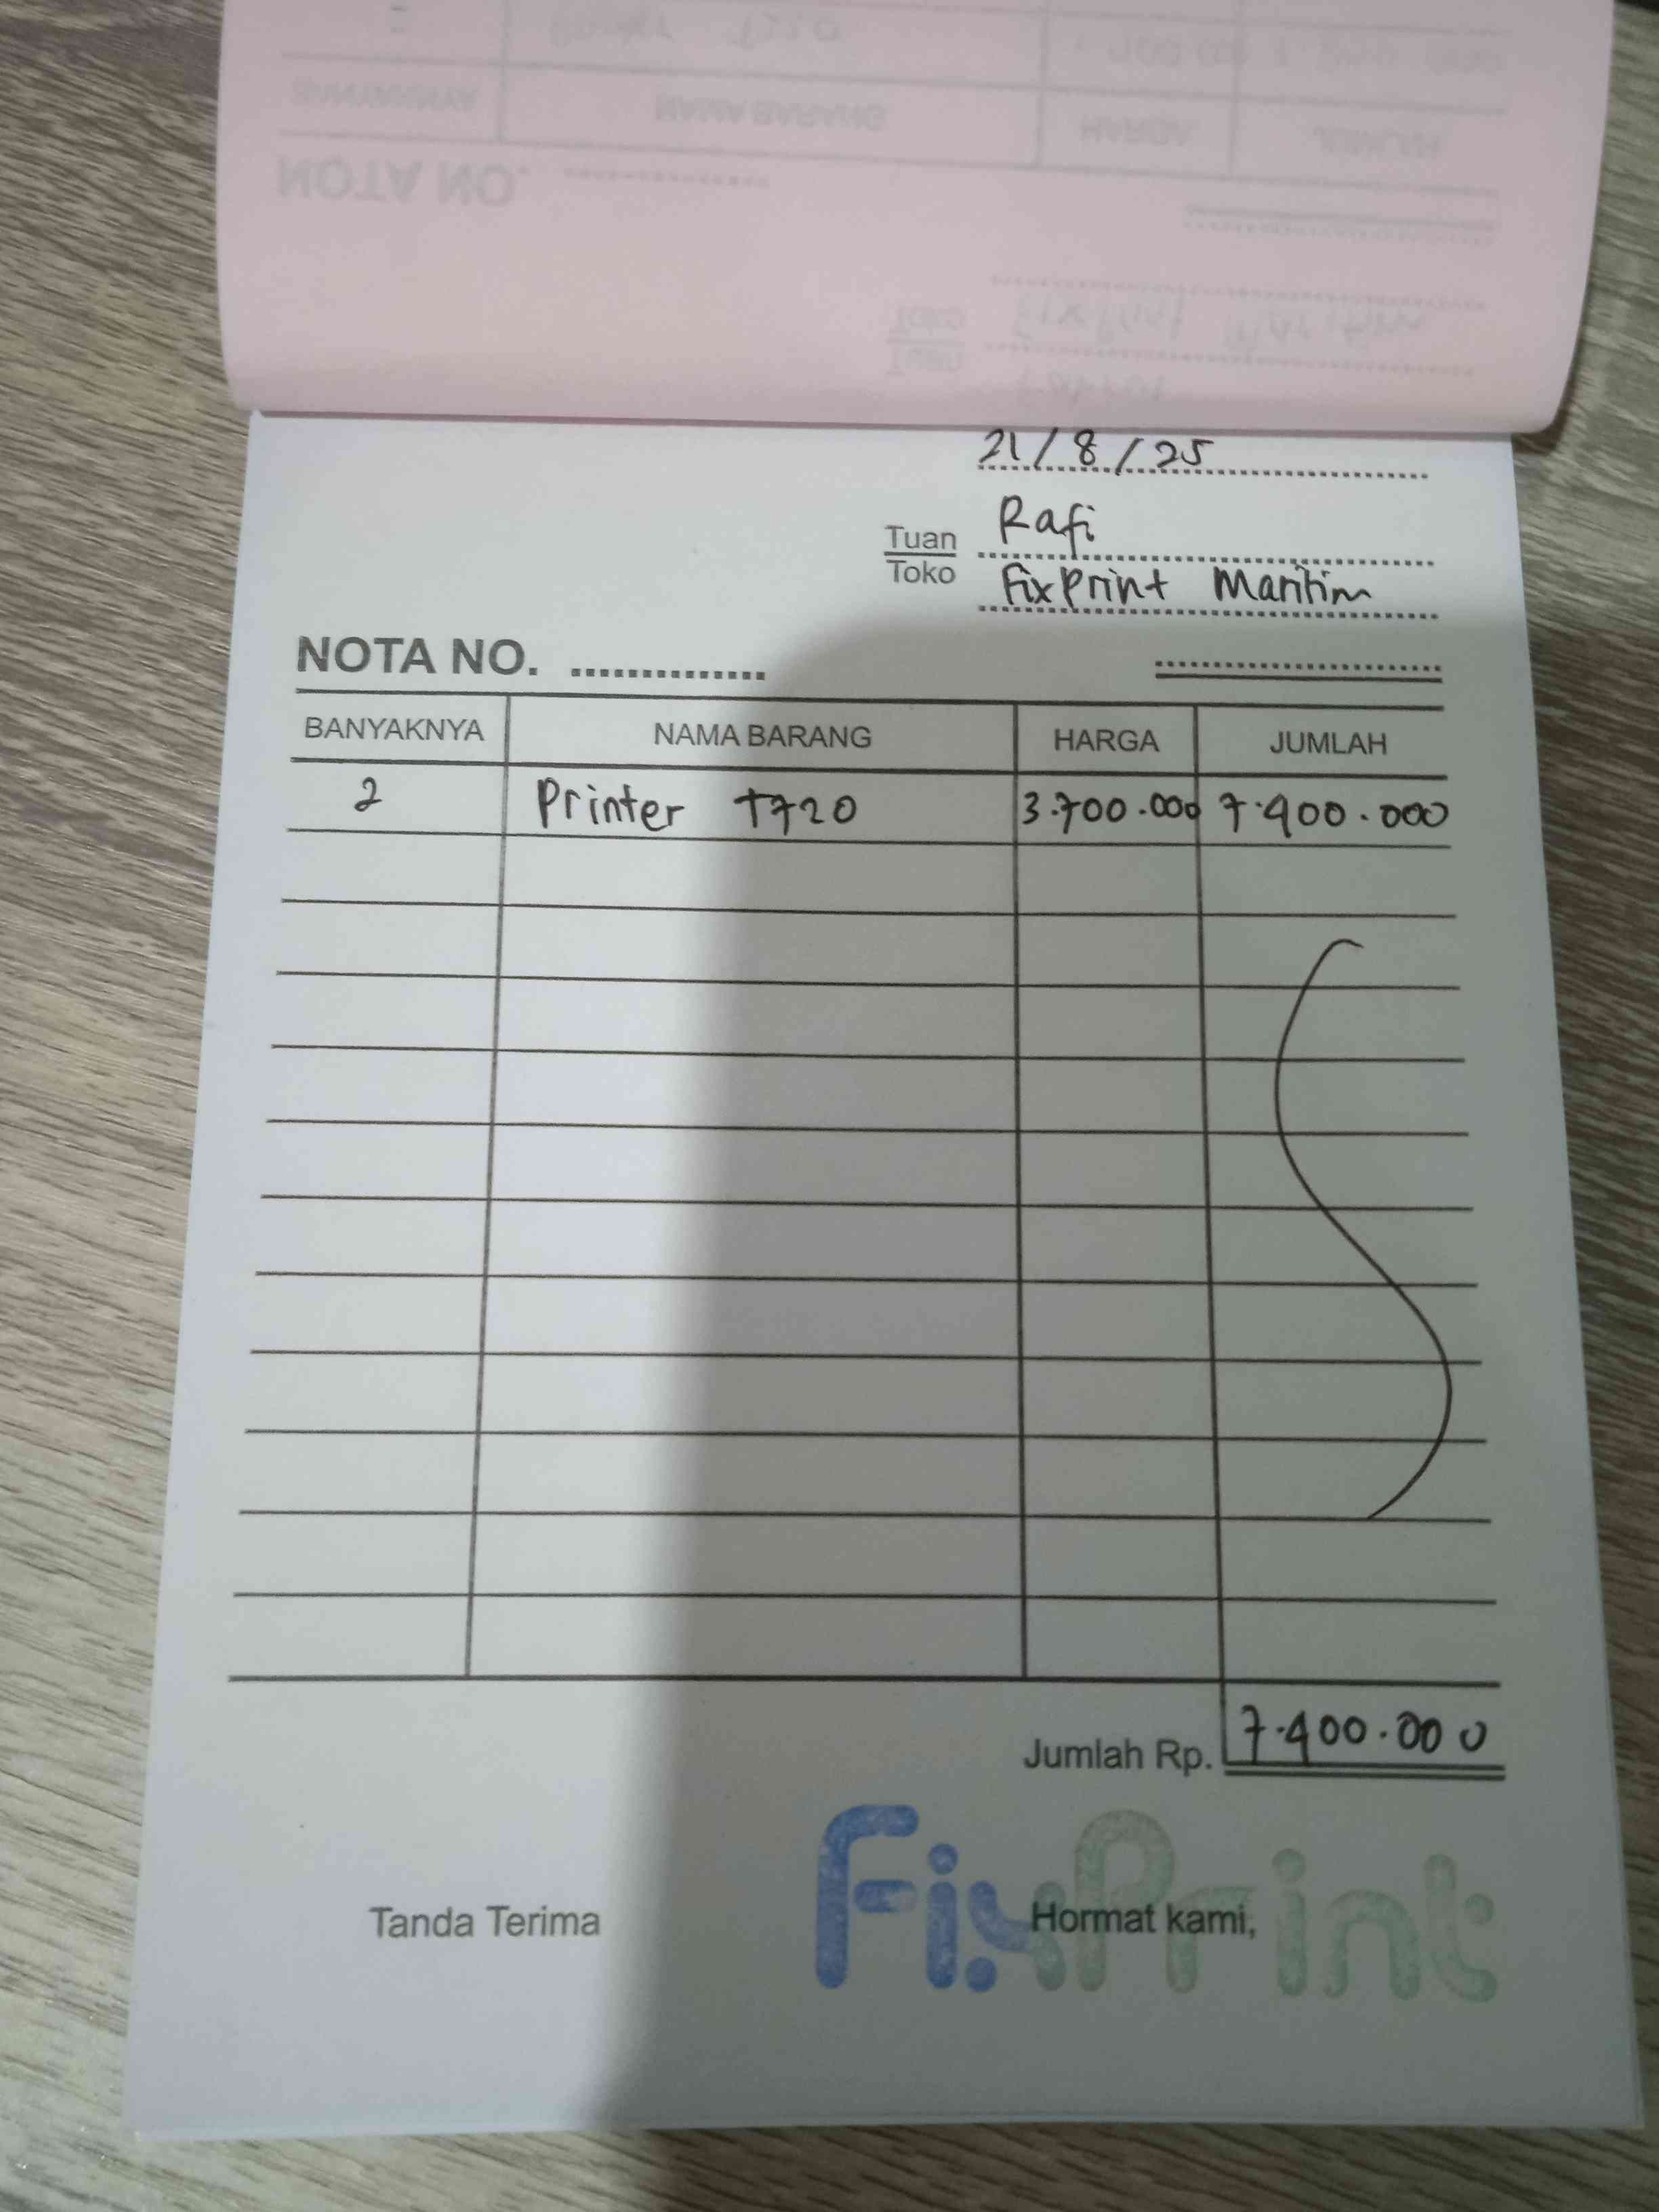 21/8/25
Tuan Rafi
Toko FixPrint Maritim
NOTA NO. ..............
BANYAKNYA NAMA BARANG HARGA JUMLAH
2 Printer T720 3.700.000 7.400.000
Jumlah Rp. 7.400.000
FixPrint
Tanda Terima Hormat kami,